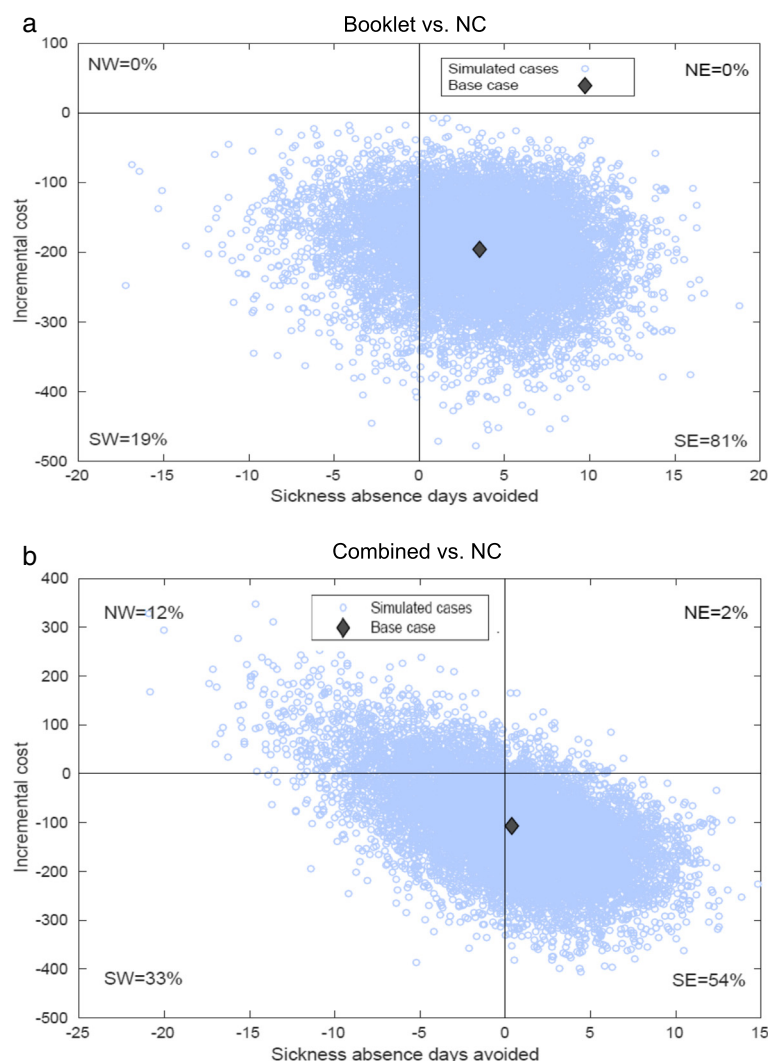 a
Booklet vs. NC
100
0
-100
-200
-300
-400
-500
Incremental cost
NW=0%
NE=0%
Simulated cases
Base case
SW=19%
SE=81%
-20 -15 -10 -5 0 5 10 15 20
Sickness absence days avoided
b
Combined vs. NC
400
300
200
100
0
-100
-200
-300
-400
-500
Incremental cost
NW=12%
NE=2%
Simulated cases
Base case
SW=33%
SE=54%
-25 -20 -15 -10 -5 0 5 10 15
Sickness absence days avoided